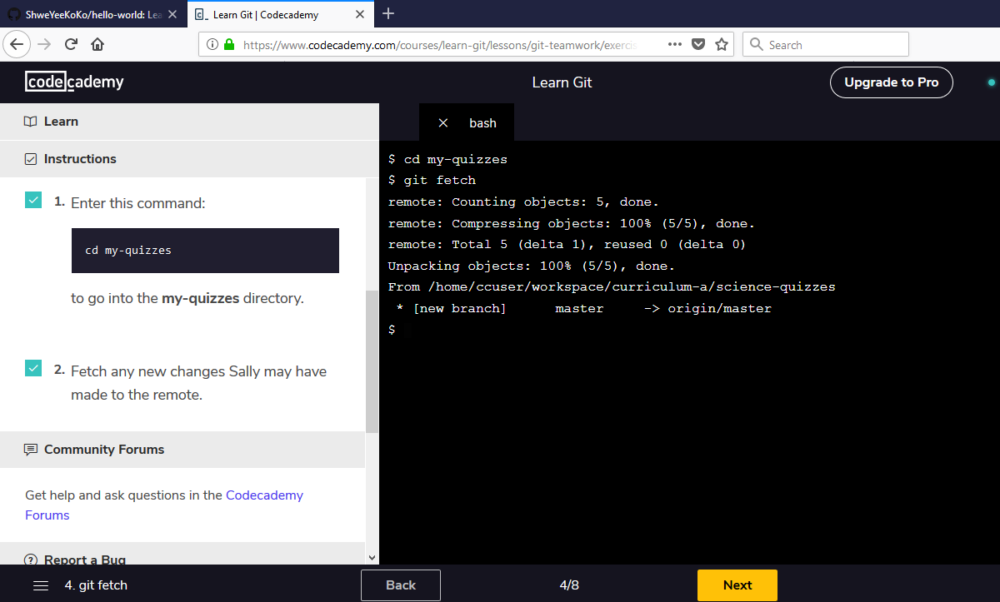 ShweYeeKoKo/hello-world: Lea
Learn Git | Codecademy
https://www.codecademy.com/courses/learn-git/lessons/git-teamwork/exercis
Search
codecademy
Learn Git
Upgrade to Pro
Learn
bash
Instructions
1. Enter this command:
cd my-quizzes
to go into the my-quizzes directory.
2. Fetch any new changes Sally may have
made to the remote.
Community Forums
Get help and ask questions in the Codecademy
Forums
Report a Bug
$ cd my-quizzes
$ git fetch
remote: Counting objects: 5, done.
remote: Compressing objects: 100% (5/5), done.
remote: Total 5 (delta 1), reused 0 (delta 0)
Unpacking objects: 100% (5/5), done.
From /home/ccuser/workspace/curriculum-a/science-quizzes
* [new branch]      master     -> origin/master
$
4. git fetch
Back
4/8
Next